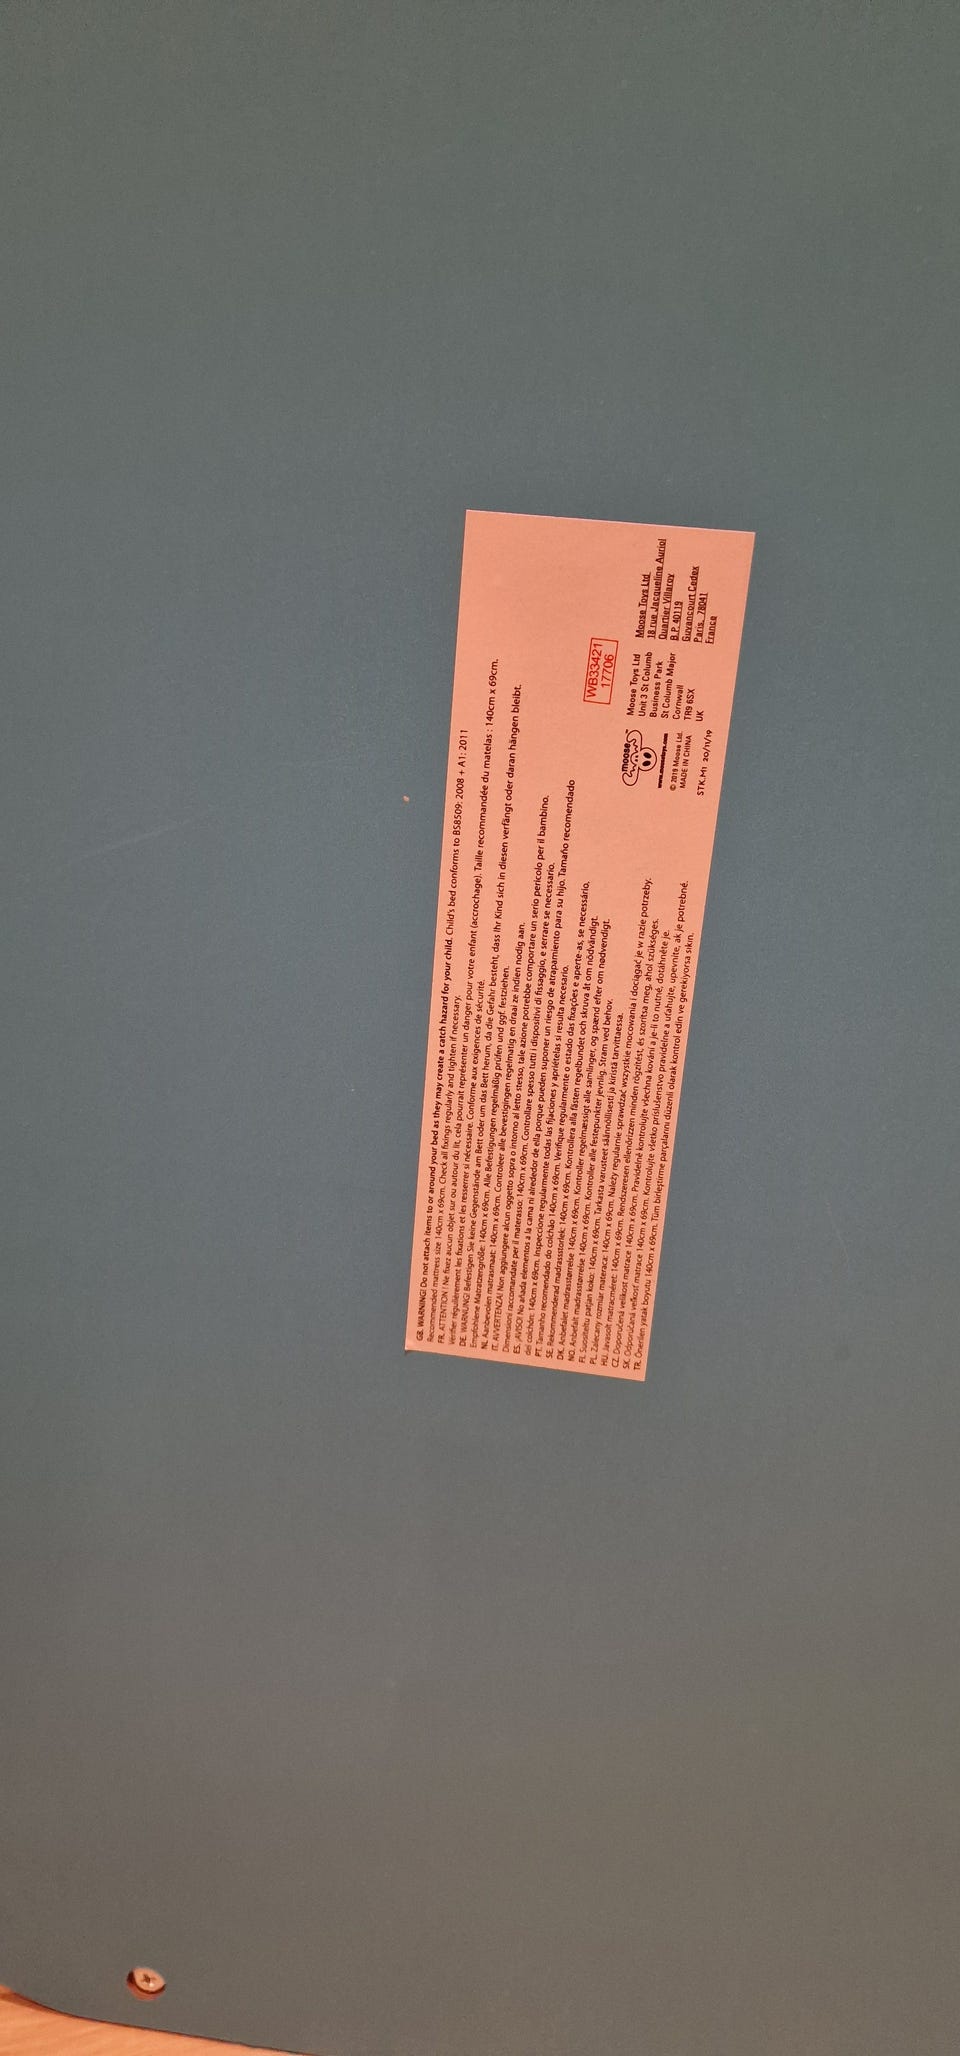 GB. WARNING! Do not attach items to or around your bed as they may create a catch hazard for your child. Child's bed conforms to BS8509: 2008 + A1: 2011
Recommended mattress size 140cm x 69cm. Check all fixings regularly and tighten if necessary.
FR. ATTENTION ! Ne fixez aucun objet sur ou autour du lit, cela pourrait représenter un danger pour votre enfant (accrochage). Taille recommandée du matelas : 140cm x 69cm.
Vérifier régulièrement les fixations et les resserrer si nécessaire. Conforme aux exigences de sécurité.
DE. WARNUNG! Befestigen Sie keine Gegenstände am Bett oder um das Bett herum, da die Gefahr besteht, dass Ihr Kind sich in diesen verfängt oder daran hängen bleibt.
Empfohlene Matratzengröße: 140cm x 69cm. Alle Befestigungen regelmäßig prüfen und ggf. festziehen.
NL. Aanbevolen matrasmaat: 140cm x 69cm. Controleer alle bevestigingen regelmatig en draai ze indien nodig aan.
IT. AVVERTENZA! Non aggiungere alcun oggetto sopra o intorno al letto stesso, tale azione potrebbe comportare un serio pericolo per il bambino.
Dimensioni raccomandate per il materasso: 140cm x 69cm. Controllare spesso tutti i dispositivi di fissaggio, e serrare se necessario.
ES. ¡AVISO! No añada elementos a la cama ni alrededor de ella porque pueden suponer un riesgo de atrapamiento para su hijo. Tamaño recomendado
del colchón: 140cm x 69cm. Inspeccione regularmente todas las fijaciones y apriételas si resulta necesario.
PT. Tamanho recomendado do colchão 140cm x 69cm. Verifique regularmente o estado das fixações e aperte-as, se necessário.
SE. Rekommenderad madrassstorlek: 140cm x 69cm. Kontrollera alla fästen regelbundet och skruva åt om nödvändigt.
DK. Anbefalet madrasstørrelse 140cm x 69cm. Kontroller regelmæssigt alle samlinger, og spænd efter om nødvendigt.
NO. Anbefalt madrasstørrelse 140cm x 69cm. Kontroller alle festepunkter jevnlig. Stram ved behov.
FI. Suositeltu patjan koko: 140cm x 69cm. Tarkasta varusteet säännöllisesti ja kiristä tarvittaessa.
PL. Zalecany rozmiar materaca: 140cm x 69cm. Należy regularnie sprawdzać wszystkie mocowania i dociągać je w razie potrzeby.
HU. Javasolt matracméret: 140cm x 69cm. Rendszeresen ellenőrizzen minden rögzítést, és szorítsa meg, ahol szükséges.
CZ. Doporučená velikost matrace 140cm x 69cm. Pravidelně kontrolujte všechna kování a je-li to nutné, dotáhněte je.
SK. Odporúčaná veľkosť matrace 140cm x 69cm. Kontrolujte všetko príslušenstvo pravidelne a uťahujte, upevnite, ak je potrebné.
TR. Önerilen yatak boyutu 140cm x 69cm. Tüm birleştirme parçalarını düzenli olarak kontrol edin ve gerekiyorsa sıkın.
WB33421
17706
moose
www.moosetoys.com
© 2019 Moose Ltd.
MADE IN CHINA
STK.M1 20/11/19
Moose Toys Ltd
Unit 3 St Columb
Business Park
St Columb Major
Cornwall
TR9 6SX
UK
Moose Toys Ltd
18 rue Jacqueline Auriol
Quartier Villaroy
B.P. 40119
Guyancourt Cedex
Paris, 78041
France